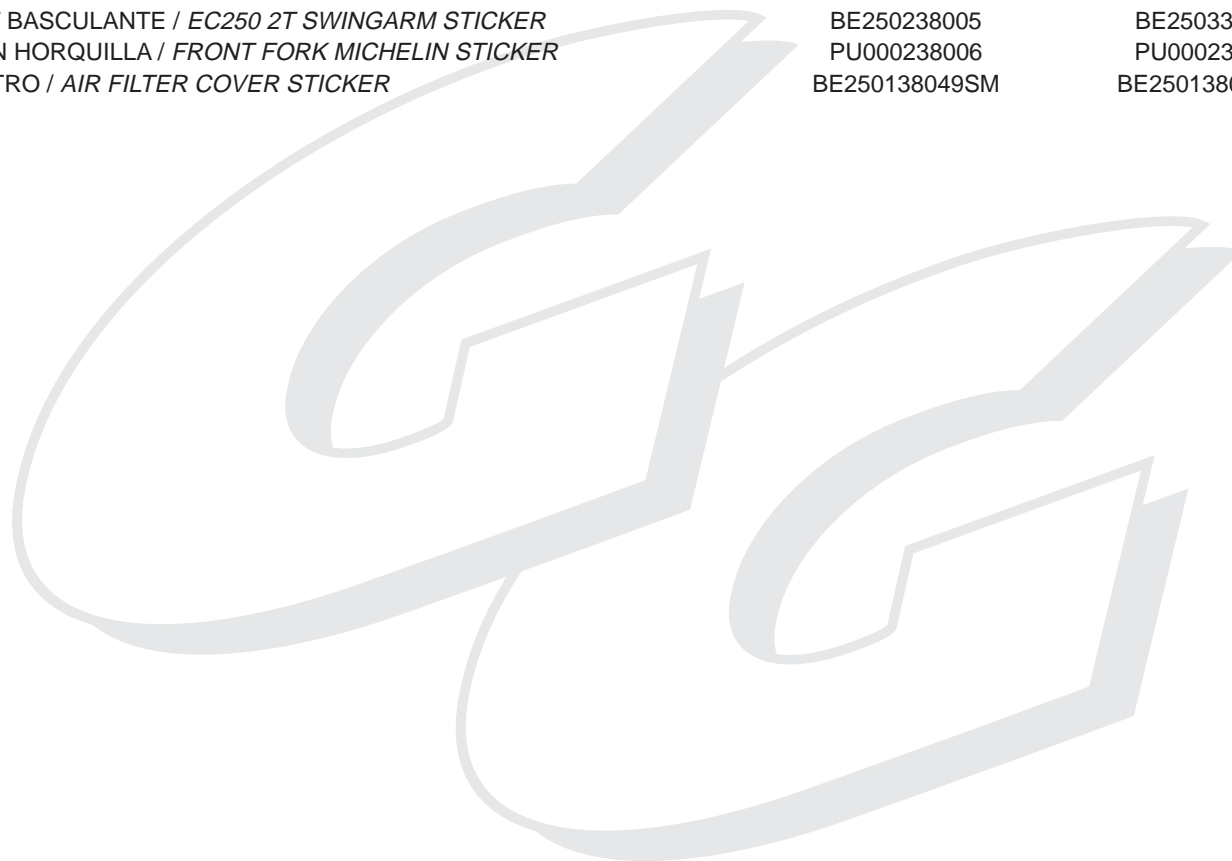 BASCULANTE / EC250 2T SWINGARM STICKER BE250238005 BE25033
HORQUILLA / FRONT FORK MICHELIN STICKER PU000238006 PU00023
TRO / AIR FILTER COVER STICKER BE250138049SM BE250138